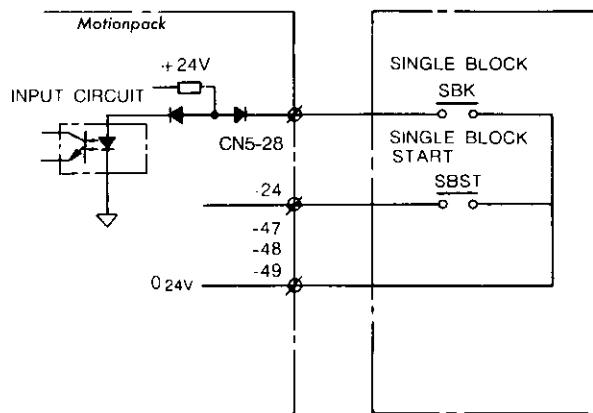 Motionpack
+24V
INPUT CIRCUIT
SINGLE BLOCK
SBK
CN5-28
SINGLE BLOCK
START
SBST
-24
-47
-48
-49
0 24V